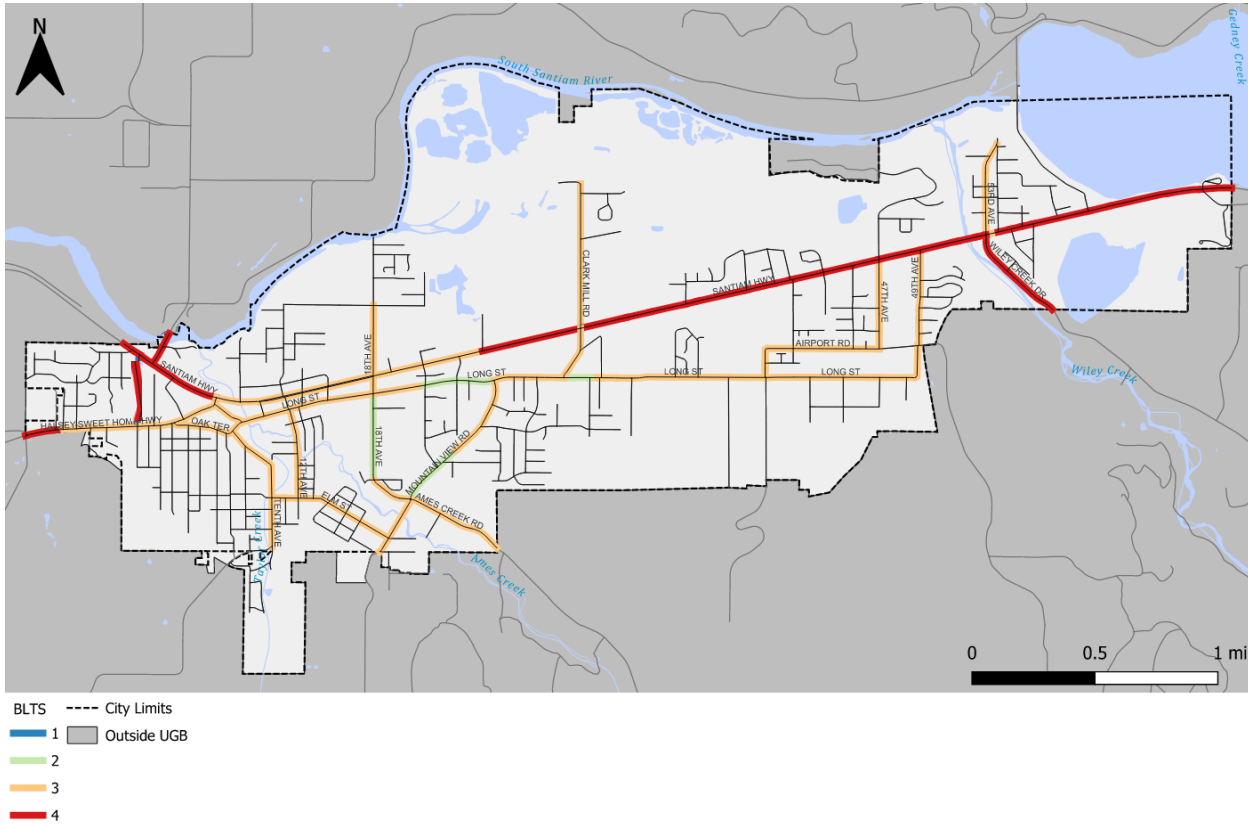 N
South Santiam River
Gedney Creek
53RD AVE
WILEY CREEK DR
CLARK MILL RD
SANTIAM HWY
47TH AVE
49TH AVE
18TH AVE
AIRPORT RD
SANTIAM HWY
LONG ST
LONG ST
LONG ST
LONG ST
Wiley Creek
HALSEY-SWEET HOME HWY
OAK TER
18TH AVE
MOUNTAIN VIEW RD
12TH AVE
ELM ST
AMES CREEK RD
TENTH AVE
Taylor Creek
Ames Creek
0 0.5 1 mi
BLTS
City Limits
1
Outside UGB
2
3
4